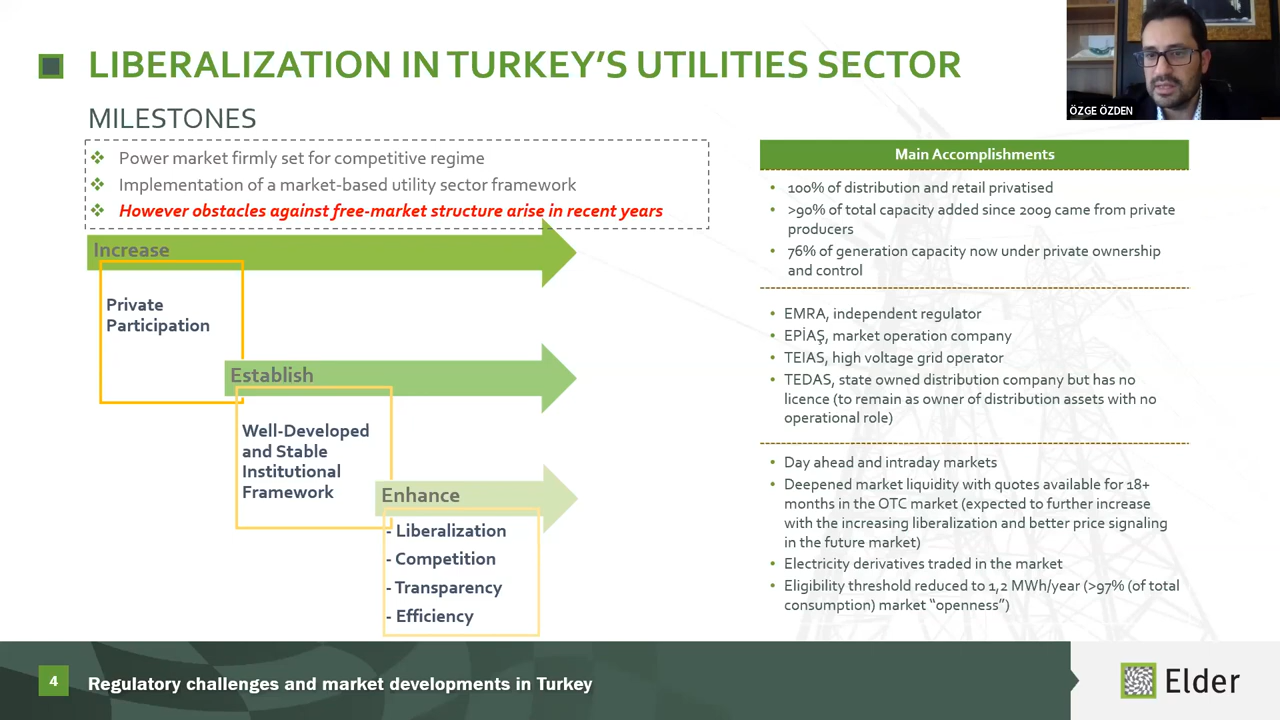 LIBERALIZATION IN TURKEY'S UTILITIES SECTOR
ÖZGE ÖZDEN
MILESTONES
Power market firmly set for competitive regime
Implementation of a market-based utility sector framework
However obstacles against free-market structure arise in recent years
Increase
Private
Participation
Establish
Well-Developed
and Stable
Institutional
Framework
Enhance
- Liberalization
- Competition
- Transparency
- Efficiency
Main Accomplishments
• 100% of distribution and retail privatised
• >90% of total capacity added since 2009 came from private
producers
• 76% of generation capacity now under private ownership
and control
• EMRA, independent regulator
• EPİAŞ, market operation company
• TEIAS, high voltage grid operator
• TEDAS, state owned distribution company but has no
licence (to remain as owner of distribution assets with no
operational role)
• Day ahead and intraday markets
• Deepened market liquidity with quotes available for 18+
months in the OTC market (expected to further increase
with the increasing liberalization and better price signaling
in the future market)
• Electricity derivatives traded in the market
• Eligibility threshold reduced to 1,2 MWh/year (>97% (of total
consumption) market “openness”)
4
Regulatory challenges and market developments in Turkey
Elder